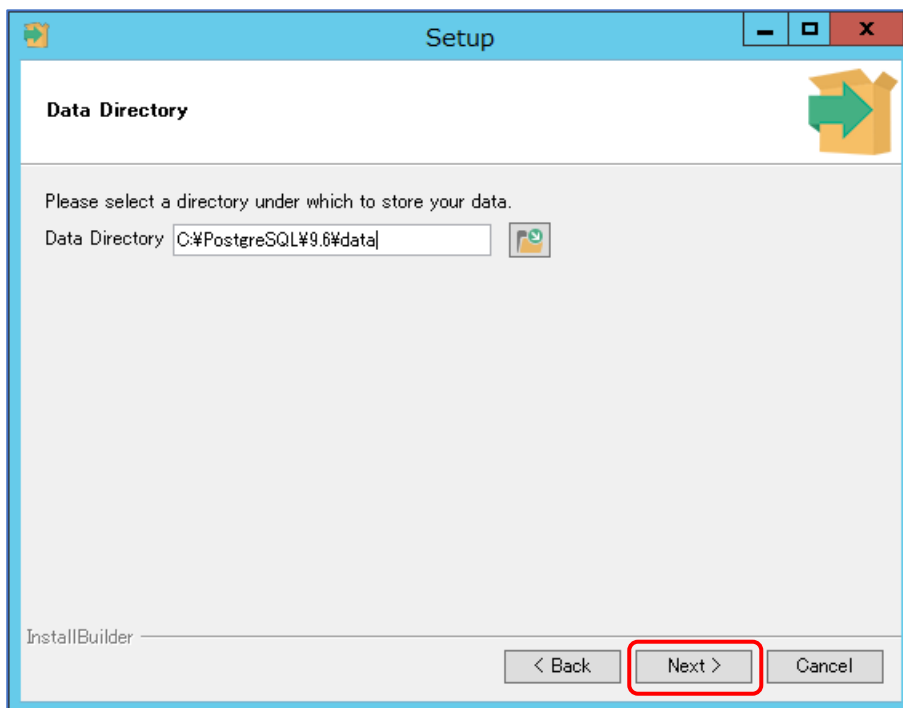 Setup
Data Directory
Please select a directory under which to store your data.
Data Directory C:¥PostgreSQL¥9.6¥data
InstallBuilder
< Back Next > Cancel